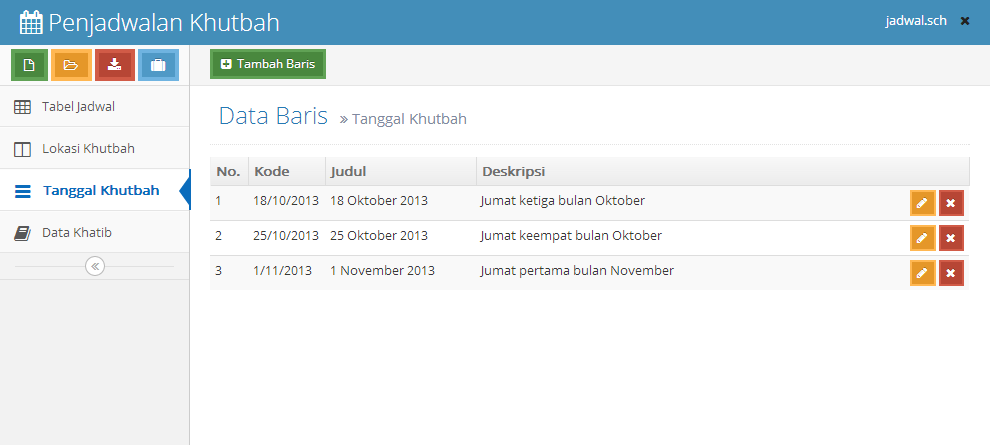 Penjadwalan Khutbah
jadwal.sch
Tambah Baris
Tabel Jadwal
Lokasi Khutbah
Tanggal Khutbah
Data Khatib
Data Baris » Tanggal Khutbah
No. Kode Judul Deskripsi
1 18/10/2013 18 Oktober 2013 Jumat ketiga bulan Oktober
2 25/10/2013 25 Oktober 2013 Jumat keempat bulan Oktober
3 1/11/2013 1 November 2013 Jumat pertama bulan November